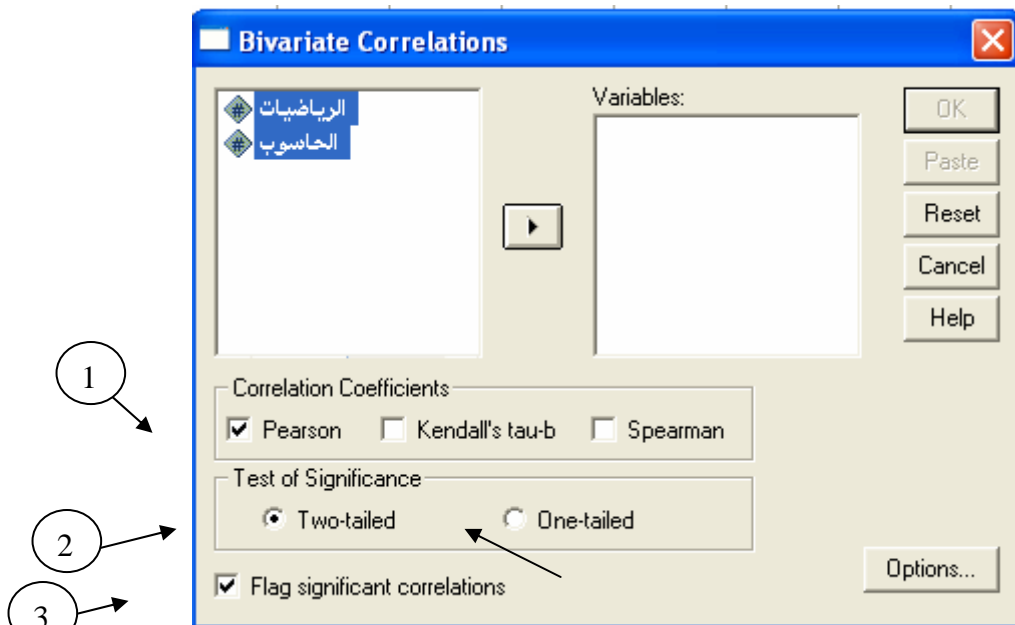 Bivariate Correlations
الرياضيات
الحاسوب
Variables:
OK
Paste
Reset
Cancel
Help
1
Correlation Coefficients
Pearson Kendall's tau-b Spearman
Test of Significance
2
Two-tailed One-tailed
3
Flag significant correlations
Options...